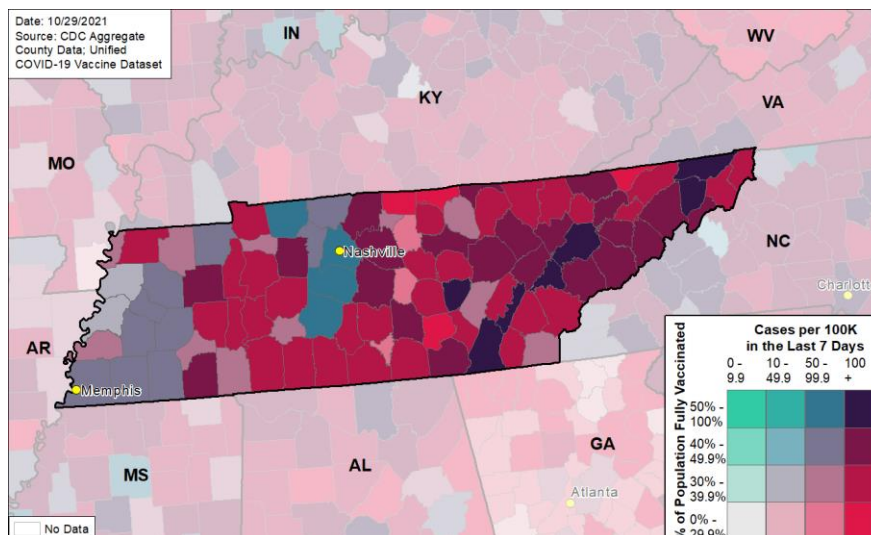 Date: 10/29/2021
Source: CDC Aggregate
County Data; Unified
COVID-19 Vaccine Dataset
IN
WV
KY
VA
MO
Nashville
NC
Charlott
AR
Memphis
MS
AL
GA
Atlanta
No Data
Cases per 100K
in the Last 7 Days
0 - 10 - 50 - 100
9.9 49.9 99.9 +
% of Population Fully Vaccinated
50% -
100%
40% -
49.9%
30% -
39.9%
0% -
29.9%